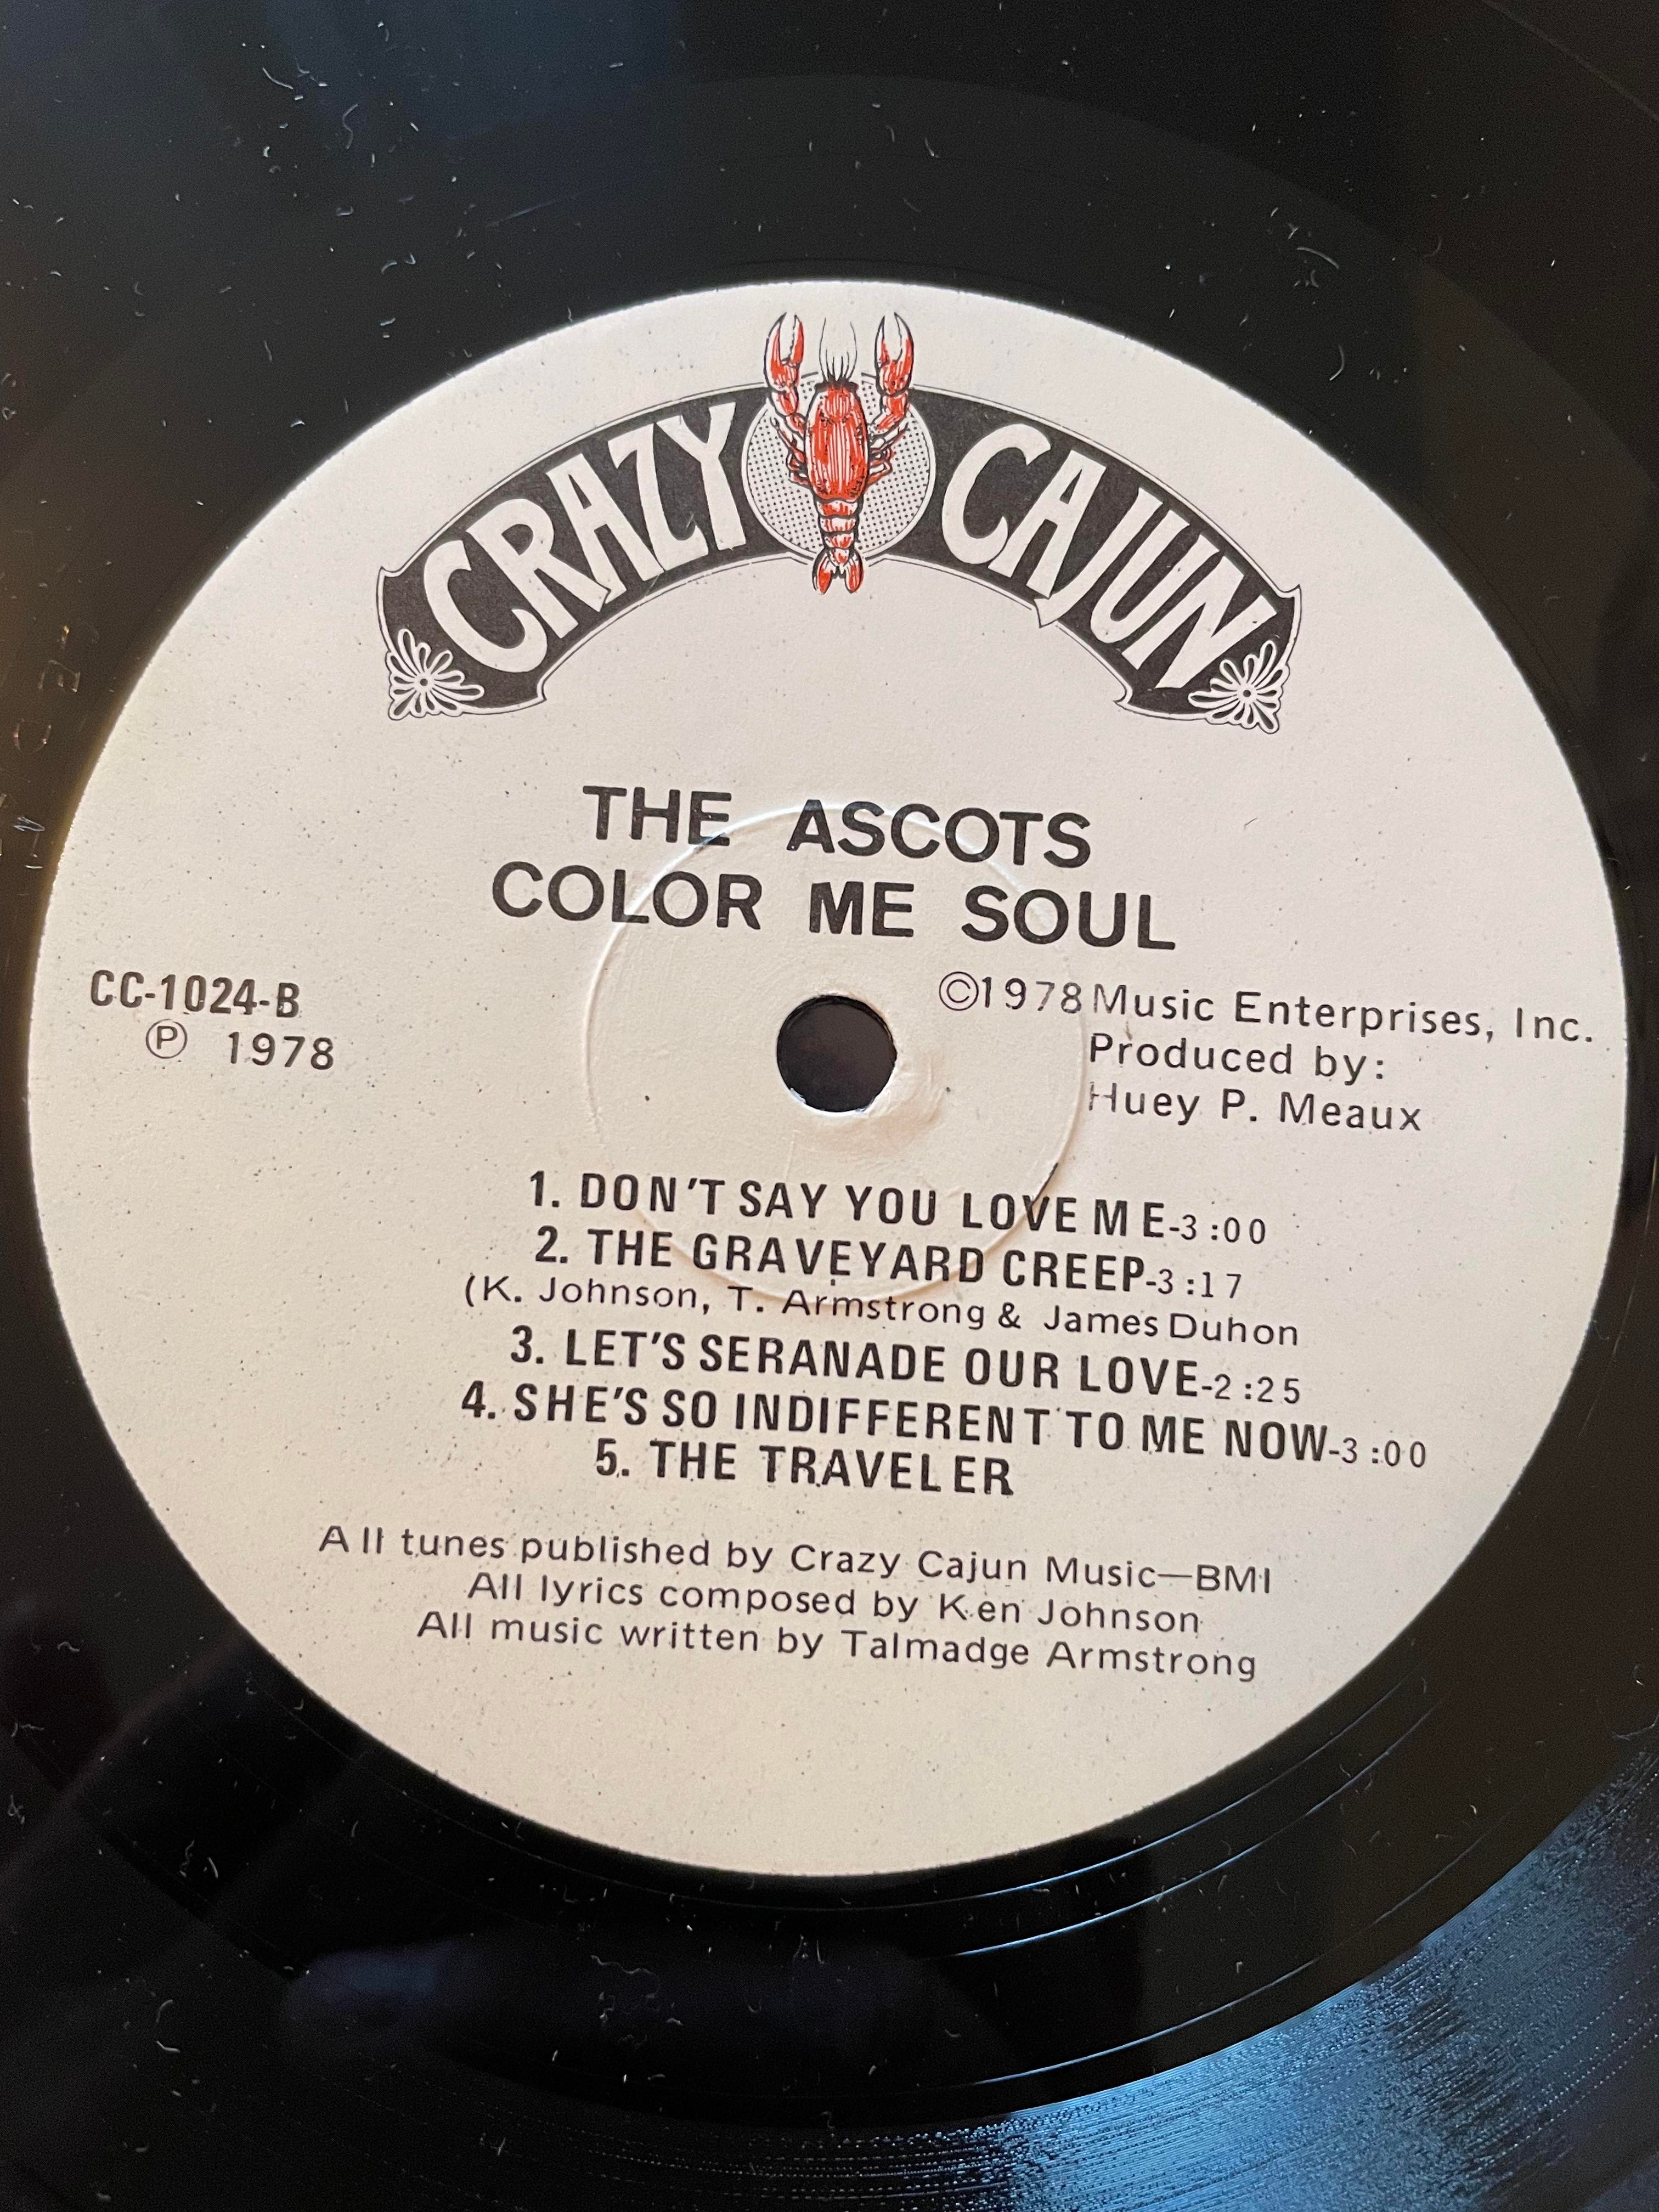 CRAZY CAJUN
THE ASCOTS
COLOR ME SOUL
CC-1024-B
℗ 1978
©1978 Music Enterprises, Inc.
Produced by:
Huey P. Meaux
1. DON'T SAY YOU LOVE ME-3:00
2. THE GRAVEYARD CREEP-3:17
(K. Johnson, T. Armstrong & James Duhon
3. LET'S SERANADE OUR LOVE-2:25
4. SHE'S SO INDIFFERENT TO ME NOW-3:00
5. THE TRAVELER
All tunes published by Crazy Cajun Music—BMI
All lyrics composed by Ken Johnson
All music written by Talmadge Armstrong